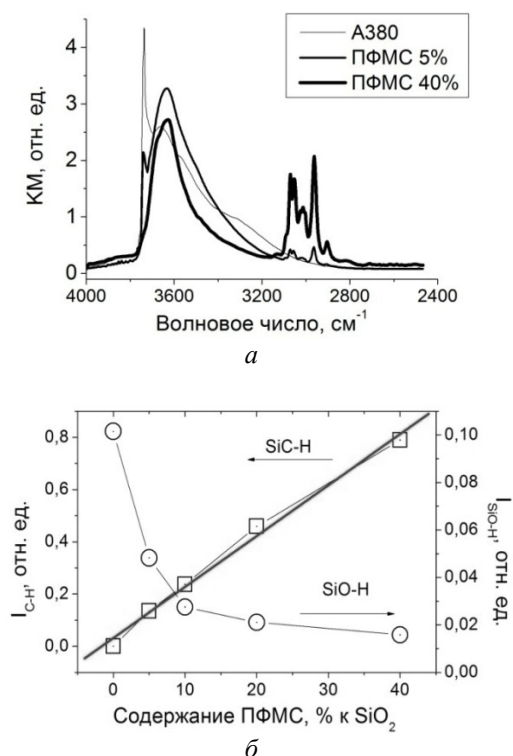 А380
ПФМС 5%
ПФМС 40%
КМ, отн. ед.
4
3
2
1
0
4000 3600 3200 2800 2400
Волновое число, см-1
а
I C-H, отн. ед.
0,8
0,6
0,4
0,2
0,0
SiC-H
SiO-H
0,10
0,08
0,06
0,04
0,02
0,00
I SiO-H, отн. ед.
0 10 20 30 40
Содержание ПФМС, % к SiO2
б